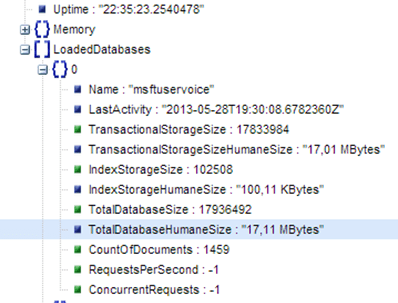 Uptime : "22:35:23.2540478"
{} Memory
[] LoadedDatabases
{} 0
Name : "msftuservoice"
LastActivity : "2013-05-28T19:30:08.6782360Z"
TransactionalStorageSize : 17833984
TransactionalStorageSizeHumaneSize : "17,01 MBytes"
IndexStorageSize : 102508
IndexStorageHumaneSize : "100,11 KBytes"
TotalDatabaseSize : 17936492
TotalDatabaseHumaneSize : "17,11 MBytes"
CountOfDocuments : 1459
RequestsPerSecond : -1
ConcurrentRequests : -1